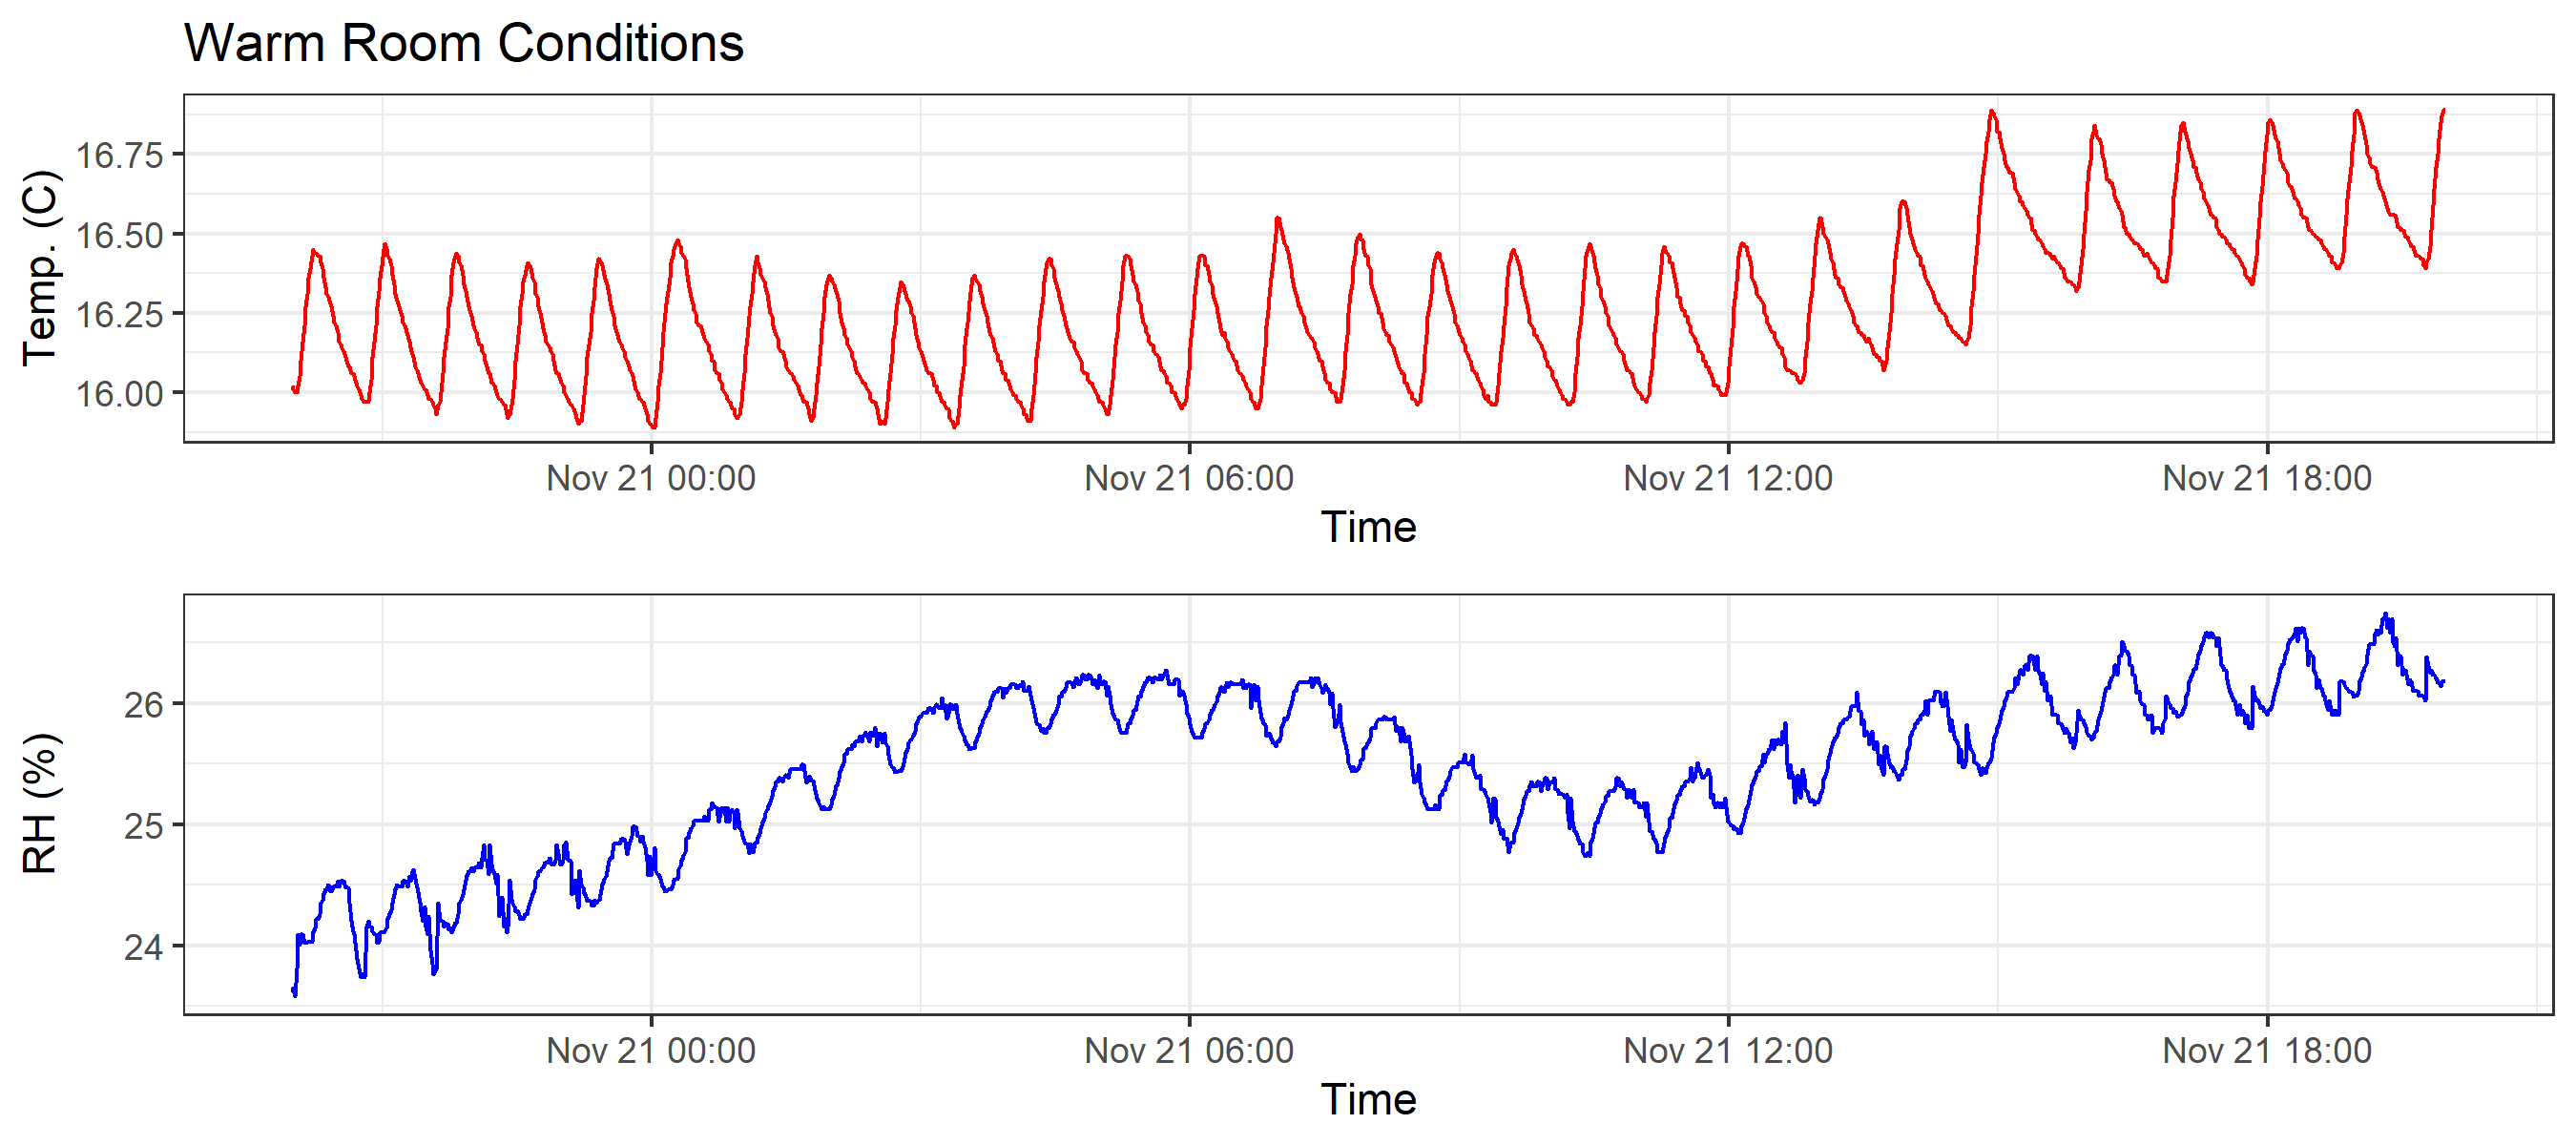 Warm Room Conditions
Temp. (C)
16.75
16.50
16.25
16.00
Nov 21 00:00 Nov 21 06:00 Nov 21 12:00 Nov 21 18:00
Time
RH (%)
26
25
24
Nov 21 00:00 Nov 21 06:00 Nov 21 12:00 Nov 21 18:00
Time